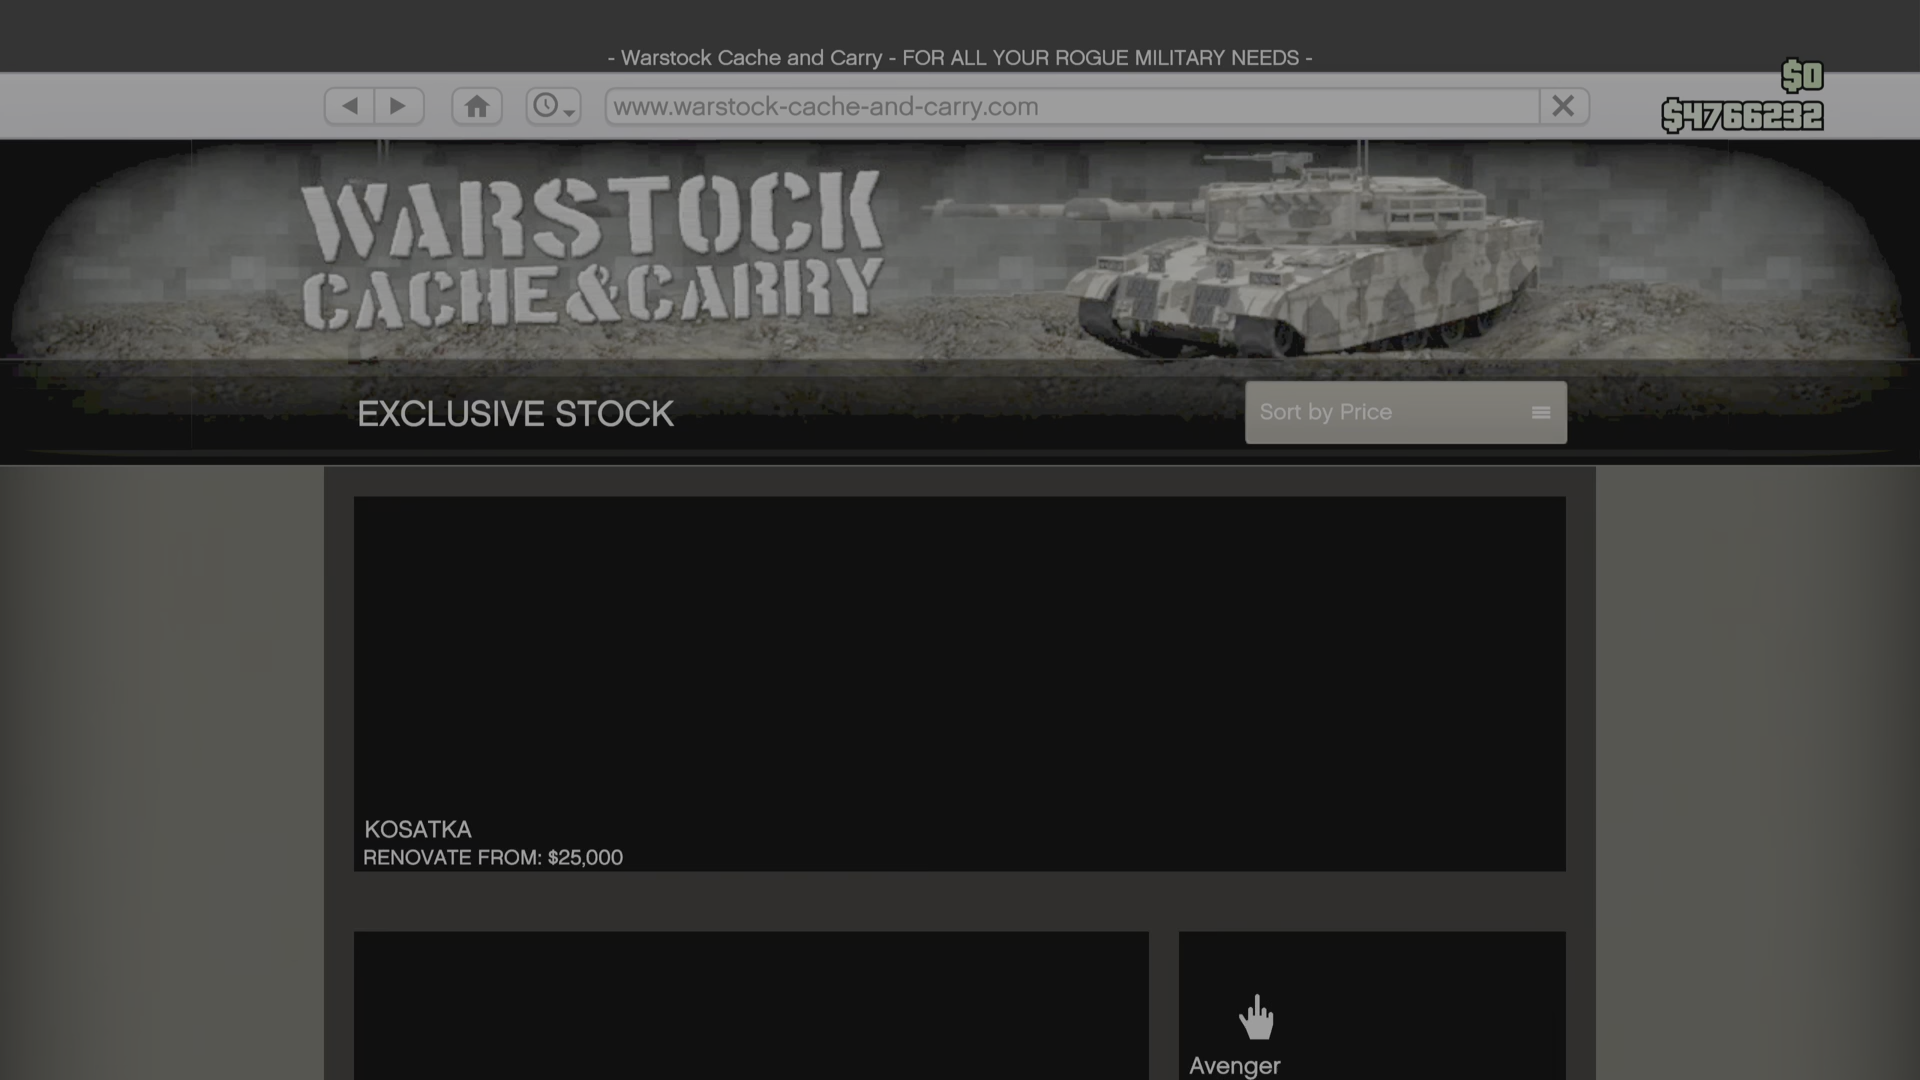 - Warstock Cache and Carry - FOR ALL YOUR ROGUE MILITARY NEEDS -
$0
www.warstock-cache-and-carry.com
$4766232
WARSTOCK
CACHE & CARRY
EXCLUSIVE STOCK
Sort by Price
KOSATKA
RENOVATE FROM: $25,000
Avenger